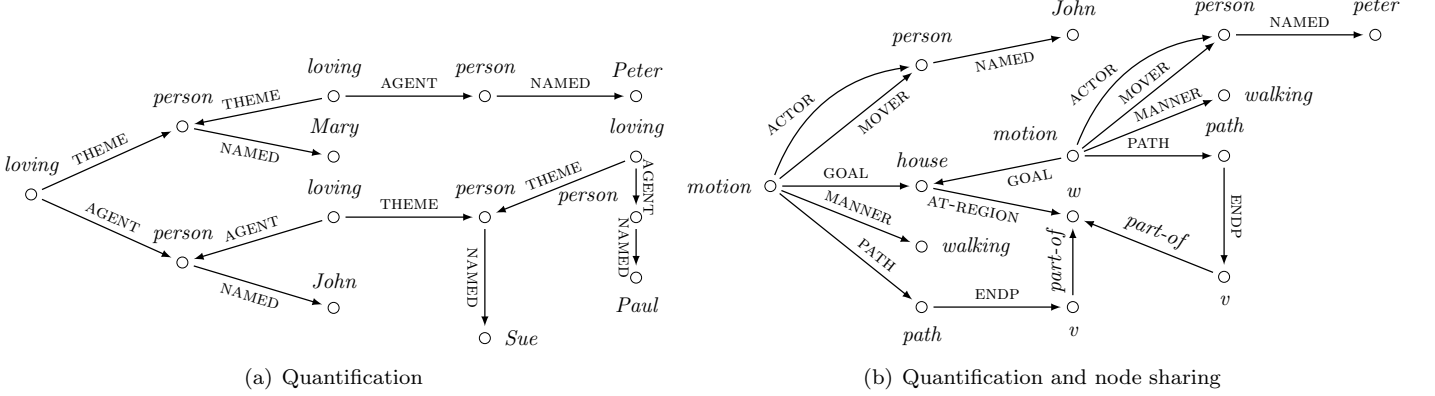 loving
THEME
AGENT
person
THEME
loving
AGENT
person
NAMED
Peter
NAMED
Mary
person
AGENT
loving
THEME
person
THEME
loving
AGENT
person
NAMED
Paul
NAMED
John
NAMED
Sue
(a) Quantification
motion
ACTOR
MOVER
person
NAMED
John
GOAL
house
AT-REGION
w
MANNER
walking
PATH
path
ENDP
v
part-of
motion
ACTOR
MOVER
person
NAMED
peter
MANNER
walking
PATH
path
GOAL
ENDP
v
part-of
(b) Quantification and node sharing